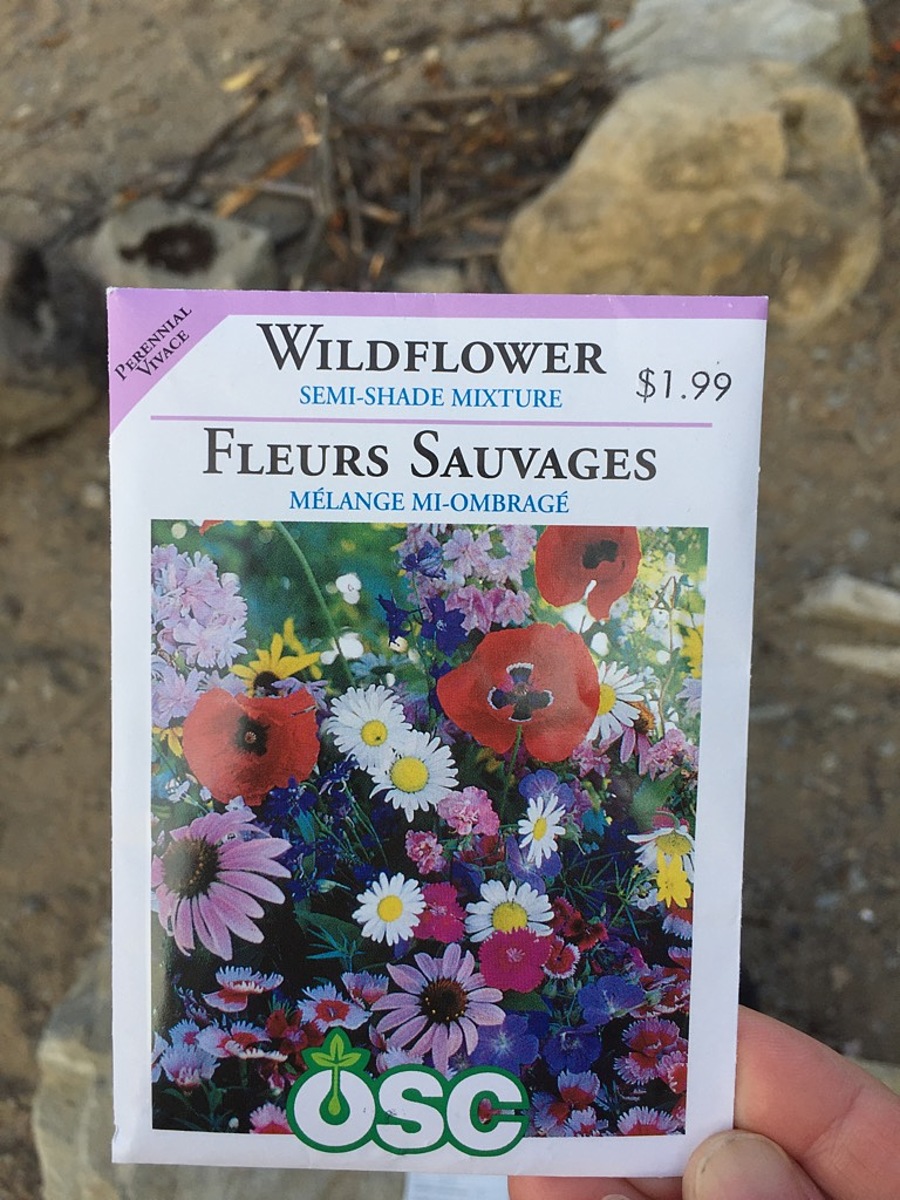 PERENNIAL
VIVACE
WILDFLOWER
SEMI-SHADE MIXTURE
$1.99
FLEURS SAUVAGES
MÉLANGE MI-OMBRAGÉ
OSC